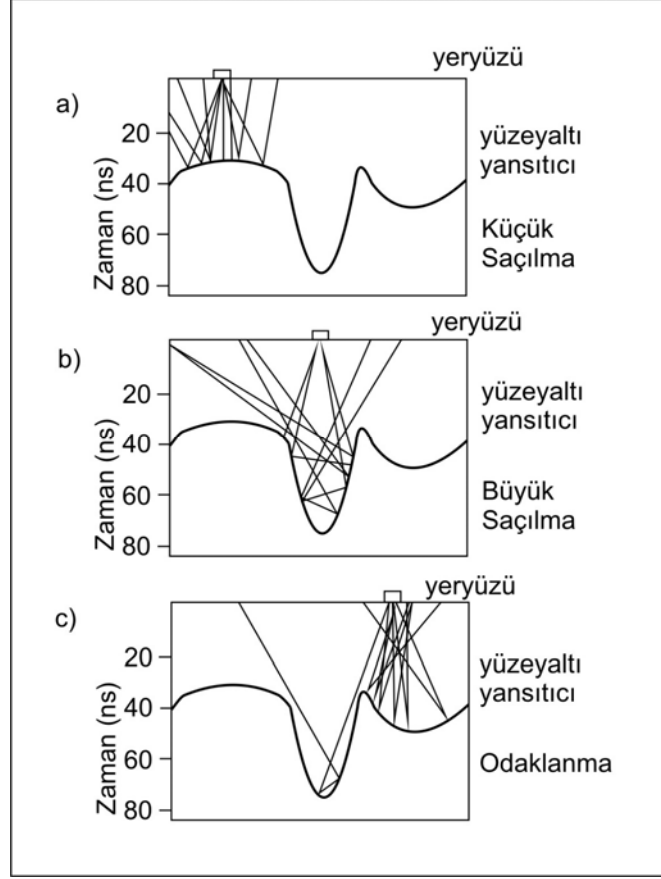 yeryüzü
a)
20
40
60
80
Zaman (ns)
yüzeyaltı
yansıtıcı
Küçük
Saçılma
yeryüzü
b)
20
40
60
80
Zaman (ns)
yüzeyaltı
yansıtıcı
Büyük
Saçılma
yeryüzü
c)
20
40
60
80
Zaman (ns)
yüzeyaltı
yansıtıcı
Odaklanma